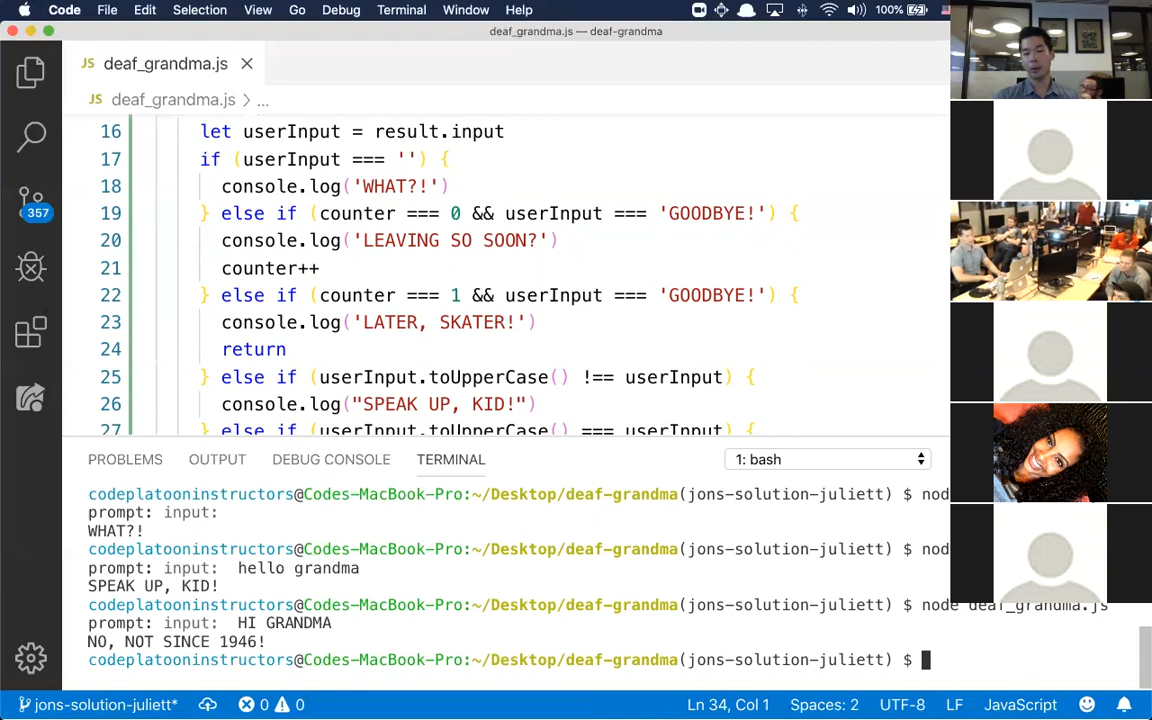 Code File Edit Selection View Go Debug Terminal Window Help 100%
deaf_grandma.js — deaf-grandma
JS deaf_grandma.js ×
JS deaf_grandma.js > ...
16 let userInput = result.input
17 if (userInput === '') {
18 console.log('WHAT?!')
19 } else if (counter === 0 && userInput === 'GOODBYE!') {
20 console.log('LEAVING SO SOON?')
21 counter++
22 } else if (counter === 1 && userInput === 'GOODBYE!') {
23 console.log('LATER, SKATER!')
24 return
25 } else if (userInput.toUpperCase() !== userInput) {
26 console.log("SPEAK UP, KID!")
27 } else if (userInput.toUpperCase() === userInput) {
357
PROBLEMS OUTPUT DEBUG CONSOLE TERMINAL 1: bash
codeplatooninstructors@Codes-MacBook-Pro:~/Desktop/deaf-grandma(jons-solution-juliett) $ nod
prompt: input:
WHAT?!
codeplatooninstructors@Codes-MacBook-Pro:~/Desktop/deaf-grandma(jons-solution-juliett) $ nod
prompt: input: hello grandma
SPEAK UP, KID!
codeplatooninstructors@Codes-MacBook-Pro:~/Desktop/deaf-grandma(jons-solution-juliett) $ node deaf_grandma.js
prompt: input: HI GRANDMA
NO, NOT SINCE 1946!
codeplatooninstructors@Codes-MacBook-Pro:~/Desktop/deaf-grandma(jons-solution-juliett) $
jons-solution-juliett* 0 0 Ln 34, Col 1 Spaces: 2 UTF-8 LF JavaScript